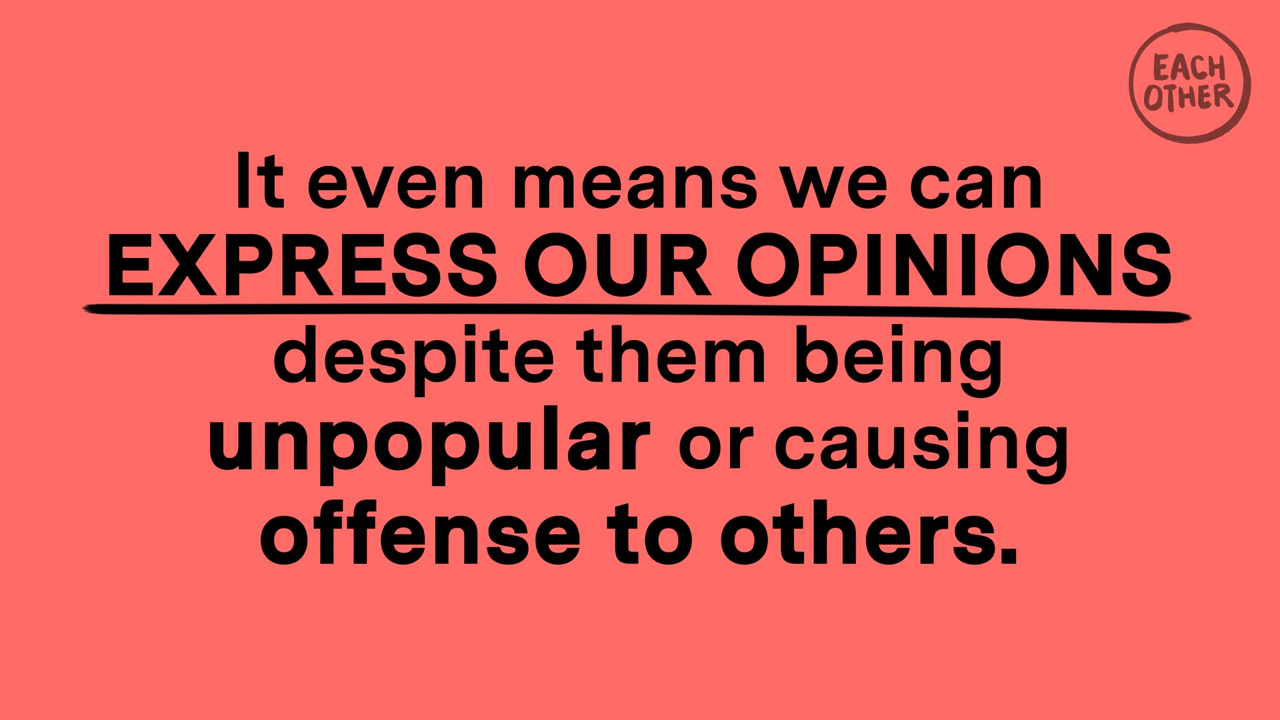 EACH
OTHER
It even means we can
EXPRESS OUR OPINIONS
despite them being
unpopular or causing
offense to others.